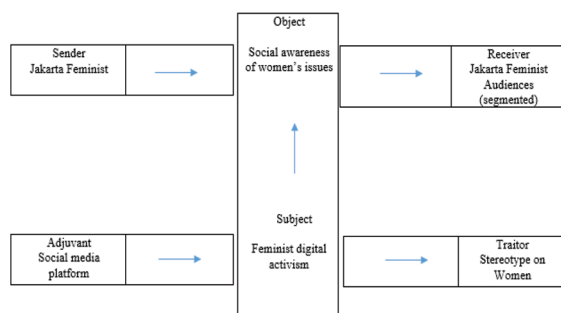 Object
Social awareness
of women's issues
Sender
Jakarta Feminist
Receiver
Jakarta Feminist
Audiences
(segmented)
Subject
Feminist digital
activism
Adjuvant
Social media
platform
Traitor
Stereotype on
Women